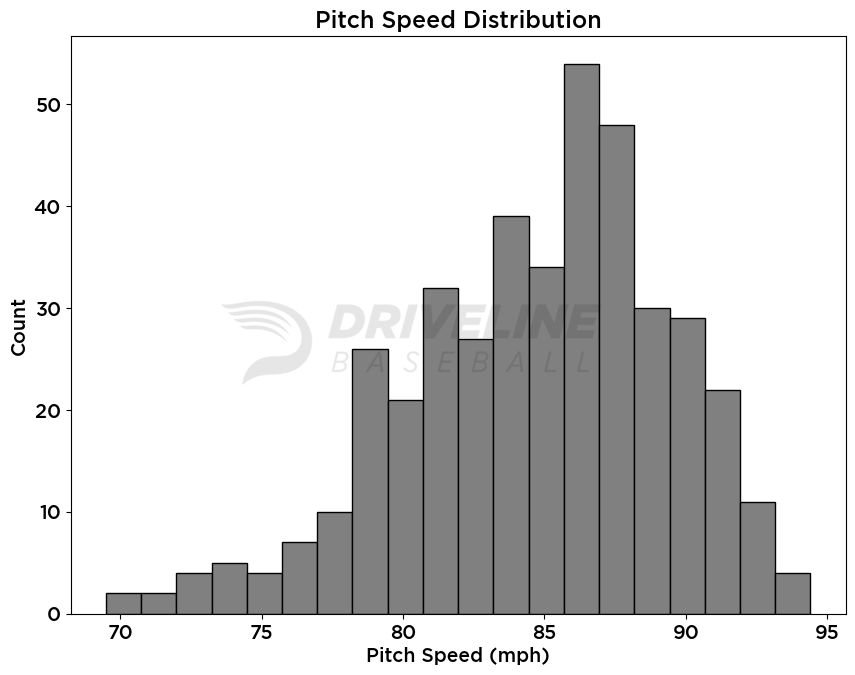 Pitch Speed Distribution
Count
50
40
30
20
10
0
DRIVELINE
BASEBALL
70 75 80 85 90 95
Pitch Speed (mph)